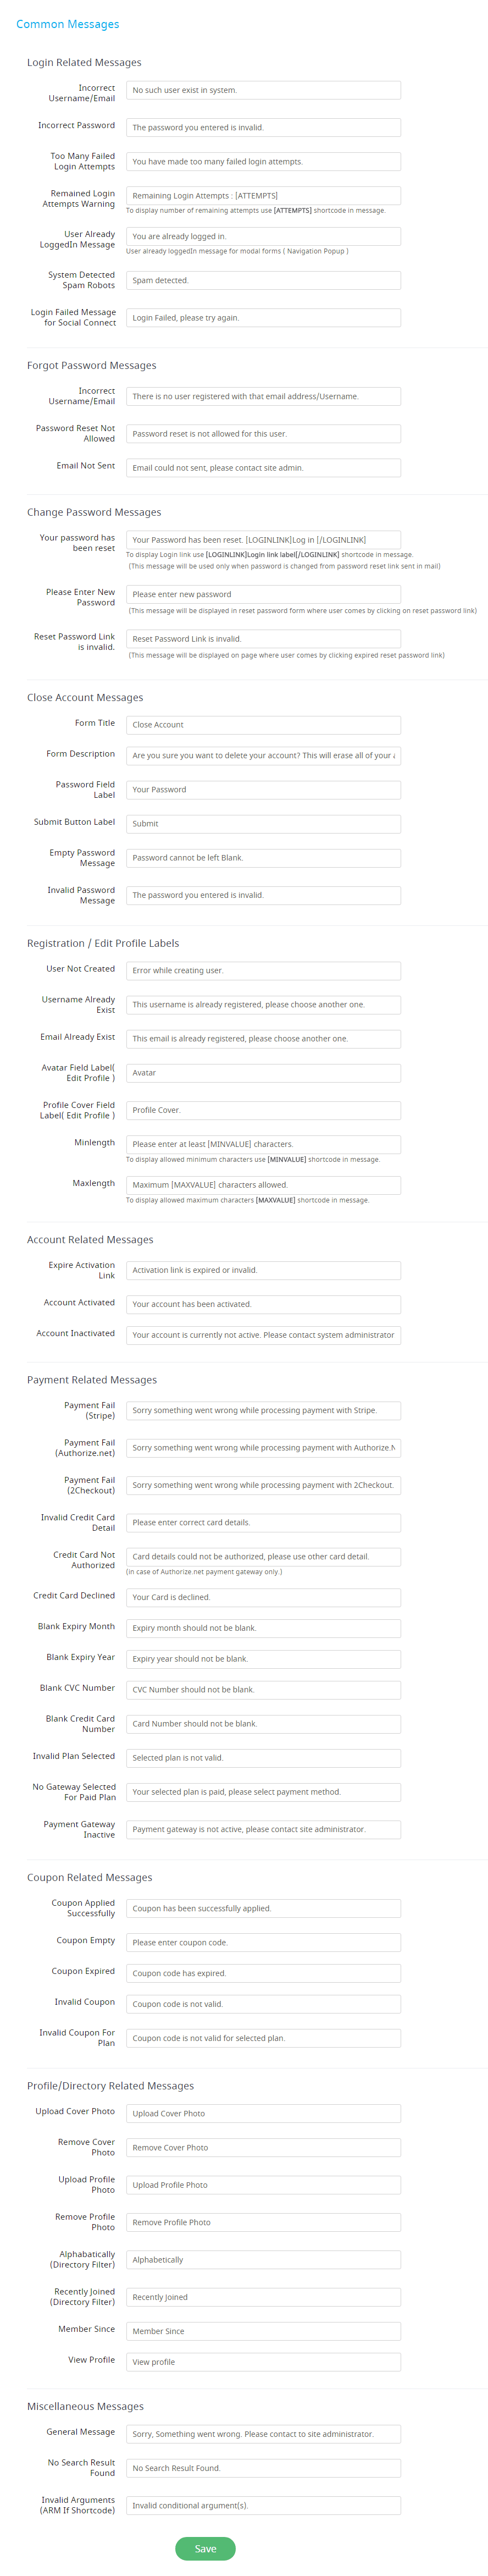 Common Messages
Login Related Messages
Incorrect
Username/Email
No such user exist in system.
Incorrect Password
The password you entered is invalid.
Too Many Failed
Login Attempts
You have made too many failed login attempts.
Remained Login
Attempts Warning
Remaining Login Attempts : [ATTEMPTS]
To display number of remaining attempts use [ATTEMPTS] shortcode in message.
User Already
LoggedIn Message
You are already logged in.
User already loggedIn message for modal forms ( Navigation Popup )
System Detected
Spam Robots
Spam detected.
Login Failed Message
for Social Connect
Login Failed, please try again.
Forgot Password Messages
Incorrect
Username/Email
There is no user registered with that email address/Username.
Password Reset Not
Allowed
Password reset is not allowed for this user.
Email Not Sent
Email could not sent, please contact site admin.
Change Password Messages
Your password has
been reset
Your Password has been reset. [LOGINLINK]Log in [/LOGINLINK]
To display Login link use [LOGINLINK]Login link label[/LOGINLINK] shortcode in message.
(This message will be used only when password is changed from password reset link sent in mail)
Please Enter New
Password
Please enter new password
(This message will be displayed in reset password form where user comes by clicking on reset password link)
Reset Password Link
is invalid.
Reset Password Link is invalid.
(This message will be displayed on page where user comes by clicking expired reset password link)
Close Account Messages
Form Title
Close Account
Form Description
Are you sure you want to delete your account? This will erase all of your a
Password Field
Label
Your Password
Submit Button Label
Submit
Empty Password
Message
Password cannot be left Blank.
Invalid Password
Message
The password you entered is invalid.
Registration / Edit Profile Labels
User Not Created
Error while creating user.
Username Already
Exist
This username is already registered, please choose another one.
Email Already Exist
This email is already registered, please choose another one.
Avatar Field Label(
Edit Profile )
Avatar
Profile Cover Field
Label( Edit Profile )
Profile Cover.
Minlength
Please enter at least [MINVALUE] characters.
To display allowed minimum characters use [MINVALUE] shortcode in message.
Maxlength
Maximum [MAXVALUE] characters allowed.
To display allowed maximum characters [MAXVALUE] shortcode in message.
Account Related Messages
Expire Activation
Link
Activation link is expired or invalid.
Account Activated
Your account has been activated.
Account Inactivated
Your account is currently not active. Please contact system administrator
Payment Related Messages
Payment Fail
(Stripe)
Sorry something went wrong while processing payment with Stripe.
Payment Fail
(Authorize.net)
Sorry something went wrong while processing payment with Authorize.N
Payment Fail
(2Checkout)
Sorry something went wrong while processing payment with 2Checkout.
Invalid Credit Card
Detail
Please enter correct card details.
Credit Card Not
Authorized
Card details could not be authorized, please use other card detail.
(in case of Authorize.net payment gateway only.)
Credit Card Declined
Your Card is declined.
Blank Expiry Month
Expiry month should not be blank.
Blank Expiry Year
Expiry year should not be blank.
Blank CVC Number
CVC Number should not be blank.
Blank Credit Card
Number
Card Number should not be blank.
Invalid Plan Selected
Selected plan is not valid.
No Gateway Selected
For Paid Plan
Your selected plan is paid, please select payment method.
Payment Gateway
Inactive
Payment gateway is not active, please contact site administrator.
Coupon Related Messages
Coupon Applied
Successfully
Coupon has been successfully applied.
Coupon Empty
Please enter coupon code.
Coupon Expired
Coupon code has expired.
Invalid Coupon
Coupon code is not valid.
Invalid Coupon For
Plan
Coupon code is not valid for selected plan.
Profile/Directory Related Messages
Upload Cover Photo
Upload Cover Photo
Remove Cover
Photo
Remove Cover Photo
Upload Profile
Photo
Upload Profile Photo
Remove Profile
Photo
Remove Profile Photo
Alphabatically
(Directory Filter)
Alphabetically
Recently Joined
(Directory Filter)
Recently Joined
Member Since
Member Since
View Profile
View profile
Miscellaneous Messages
General Message
Sorry, Something went wrong. Please contact to site administrator.
No Search Result
Found
No Search Result Found.
Invalid Arguments
(ARM If Shortcode)
Invalid conditional argument(s).
Save